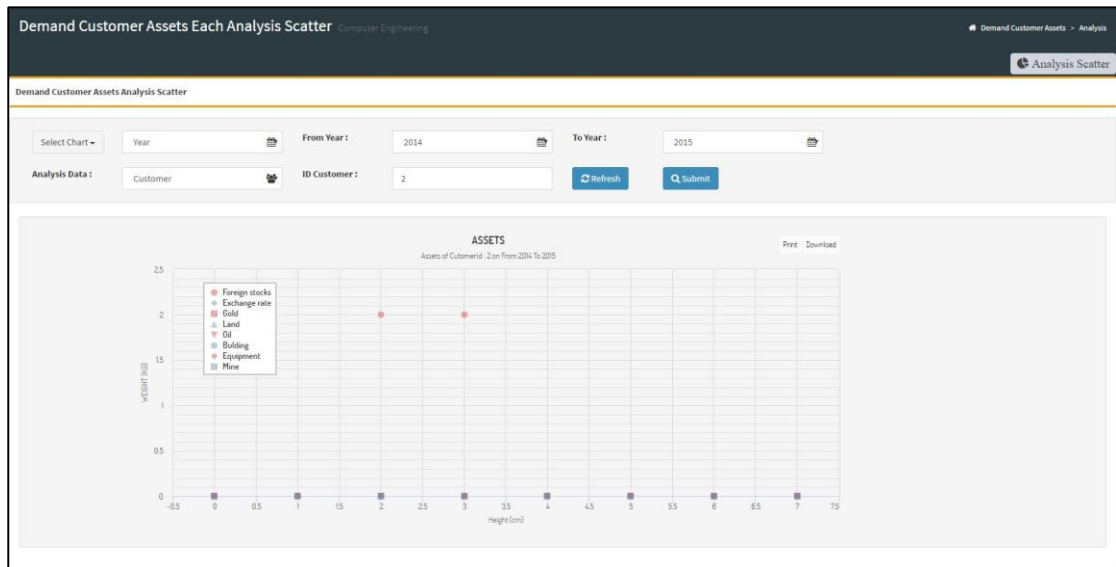 Demand Customer Assets Each Analysis Scatter Computer Engineering
Demand Customer Assets > Analysis
Analysis Scatter
Demand Customer Assets Analysis Scatter
Select Chart Year From Year : 2014 To Year : 2015
Analysis Data : Customer ID Customer : 2 Refresh Submit
ASSETS
Print Download
Assets of CutomerId : 2 on From 2014 To 2015
2.5
Foreign stocks
Exchange rate
Gold
Land
Oil
Bulding
Equipment
Mine
2
1.5
WEIGHT (KG)
1
0.5
0
-0.5 0 0.5 1 1.5 2 2.5 3 3.5 4 4.5 5 5.5 6 6.5 7 7.5
Height (cm)